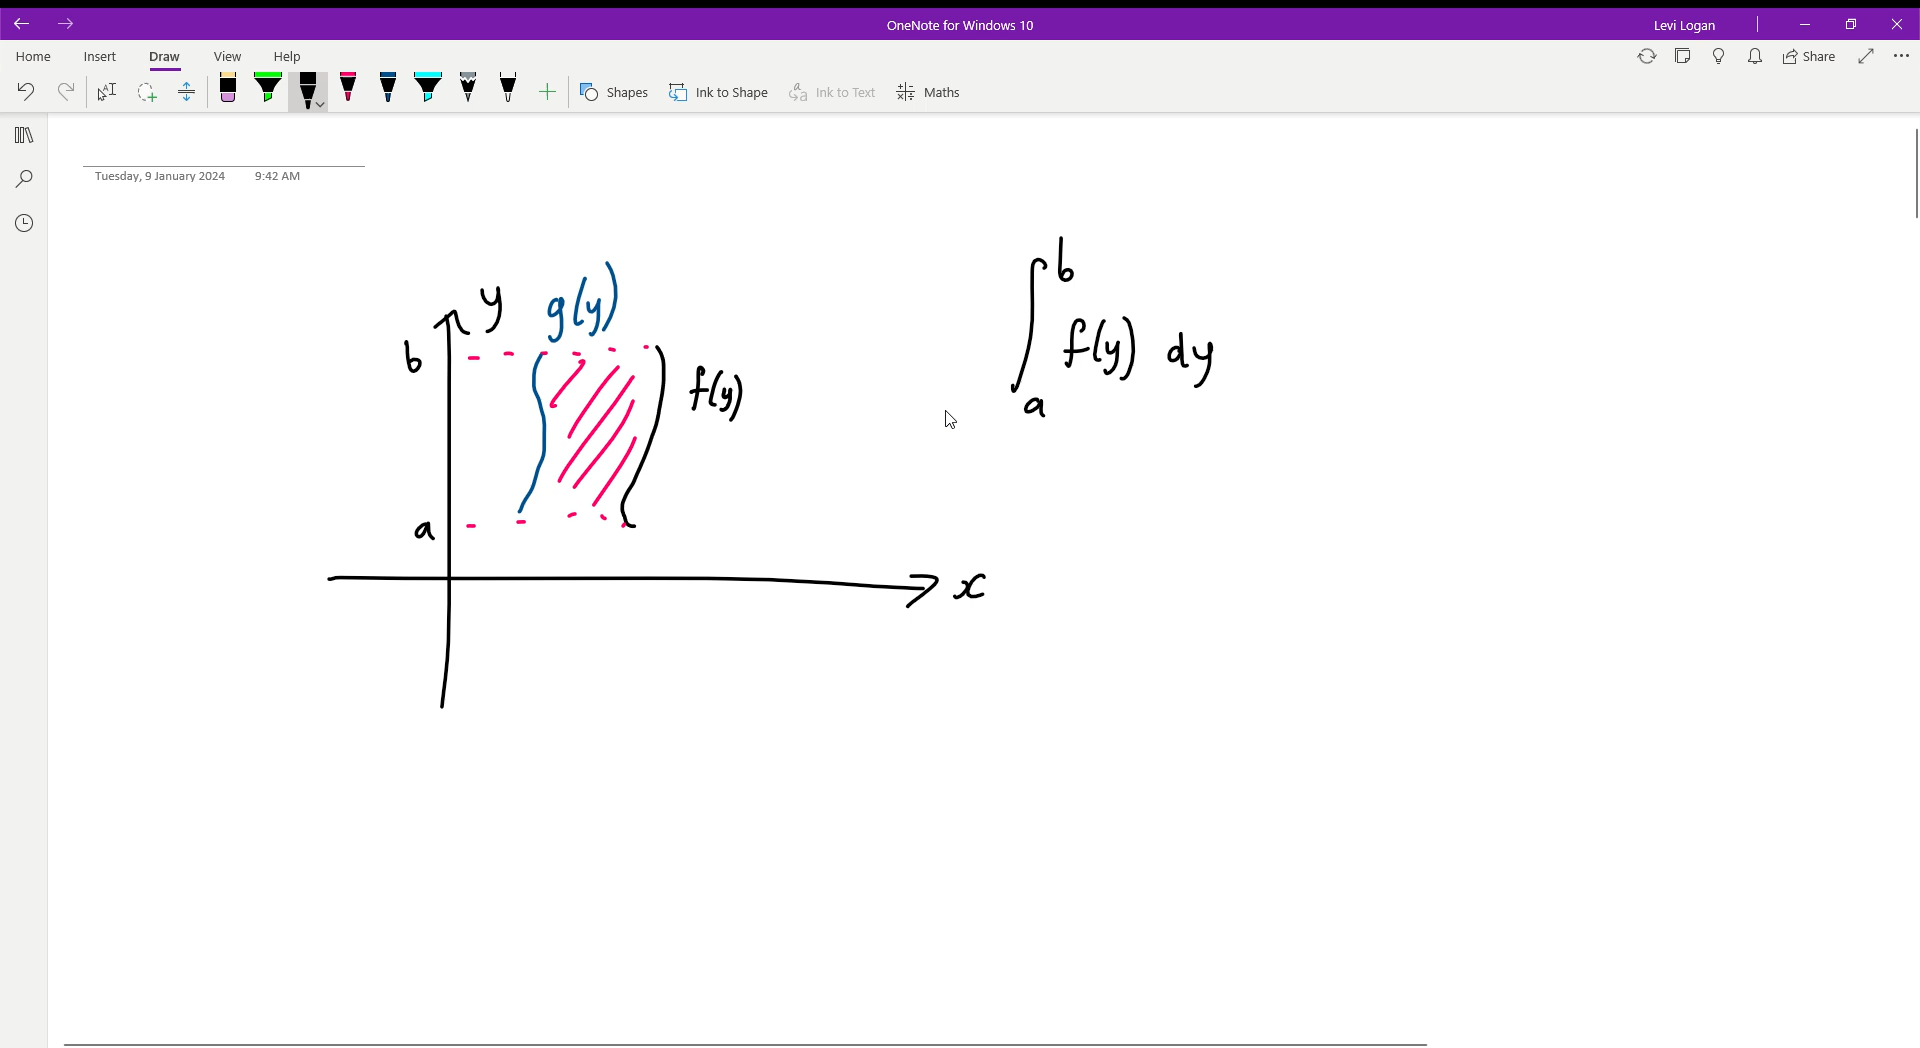 OneNote for Windows 10
Levi Logan
Home Insert Draw View Help
Share
Shapes Ink to Shape Ink to Text Maths
Tuesday, 9 January 2024 9:42 AM
y g(y)
b
f(y)
a
x
∫ b
f(y) dy
a